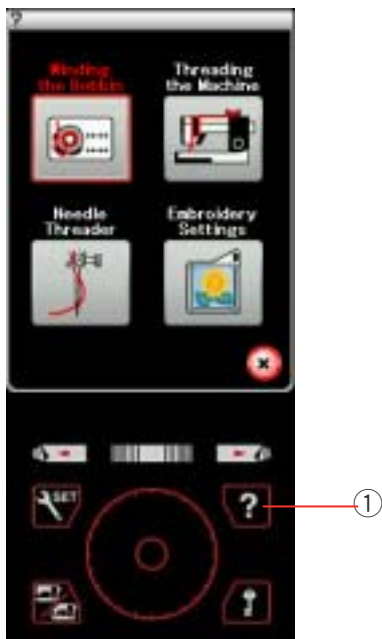 ?
Winding
the Bobbin
Threading
the Machine
Needle
Threader
Embroidery
Settings
SET
?
①